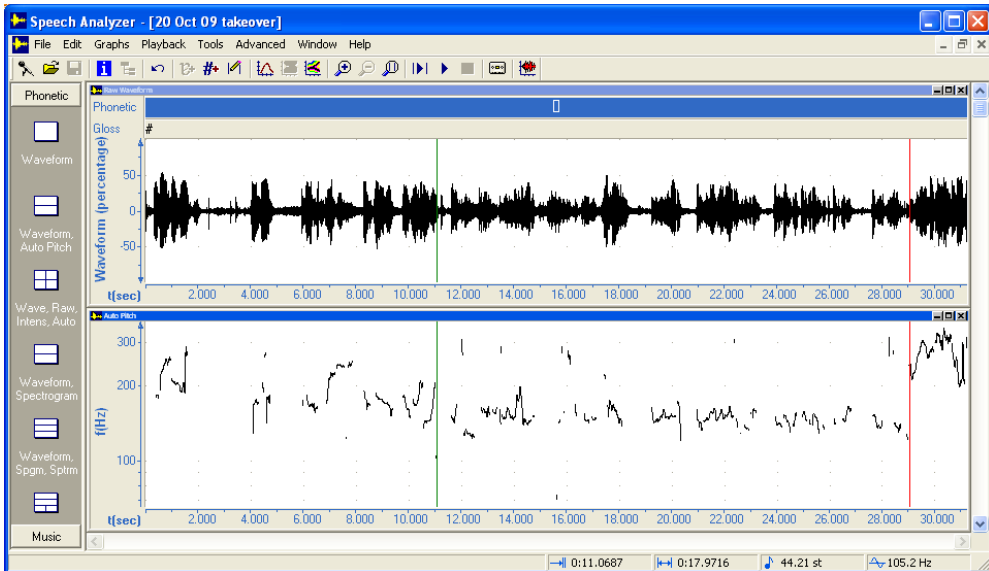 Speech Analyzer - [20 Oct 09 takeover]
File Edit Graphs Playback Tools Advanced Window Help
Phonetic
Waveform
Waveform,
Auto Pitch
Wave, Raw,
Intens, Auto
Waveform,
Spectrogram
Waveform,
Spgm, Sptrm
Music
Raw Waveform
Phonetic
Gloss #
Waveform (percentage)
50
0
-50
t(sec) 2.000 4.000 6.000 8.000 10.000 12.000 14.000 16.000 18.000 20.000 22.000 24.000 26.000 28.000 30.000
Auto Pitch
f(Hz)
300
200
100
t(sec) 2.000 4.000 6.000 8.000 10.000 12.000 14.000 16.000 18.000 20.000 22.000 24.000 26.000 28.000 30.000
0:11.0687 0:17.9716 44.21 st 105.2 Hz